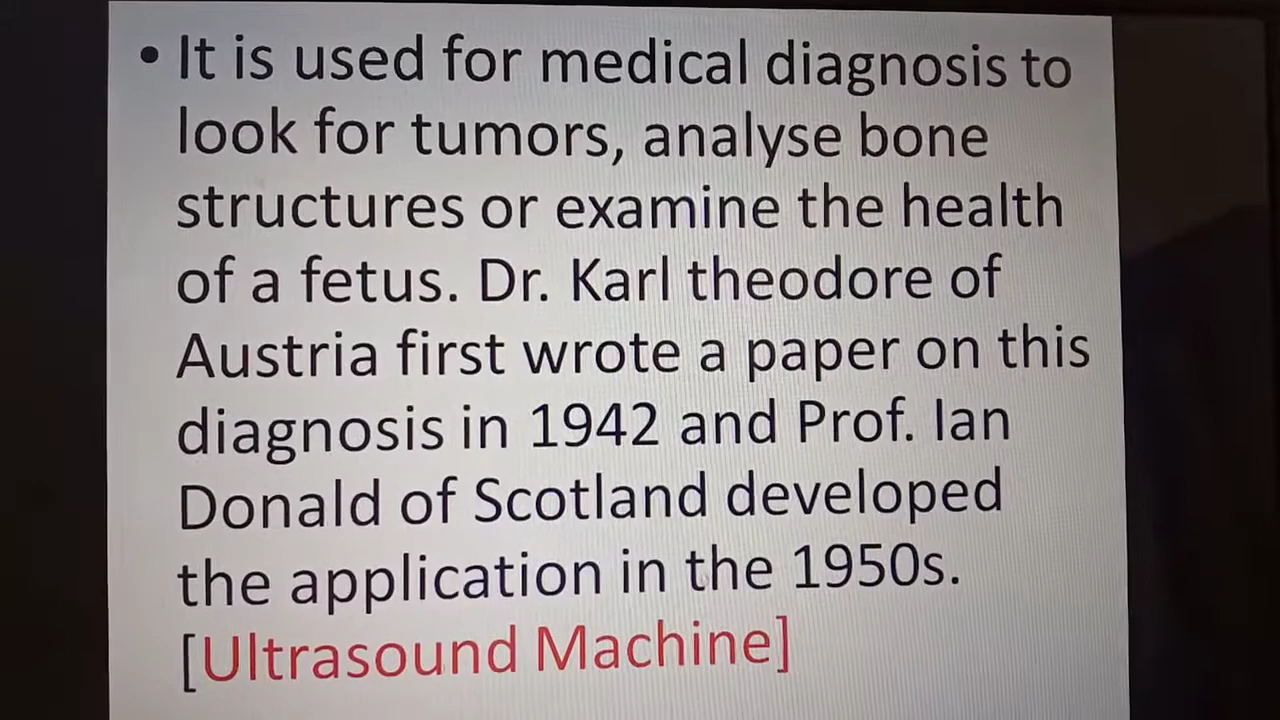 • It is used for medical diagnosis to
look for tumors, analyse bone
structures or examine the health
of a fetus. Dr. Karl theodore of
Austria first wrote a paper on this
diagnosis in 1942 and Prof. Ian
Donald of Scotland developed
the application in the 1950s.
[Ultrasound Machine]